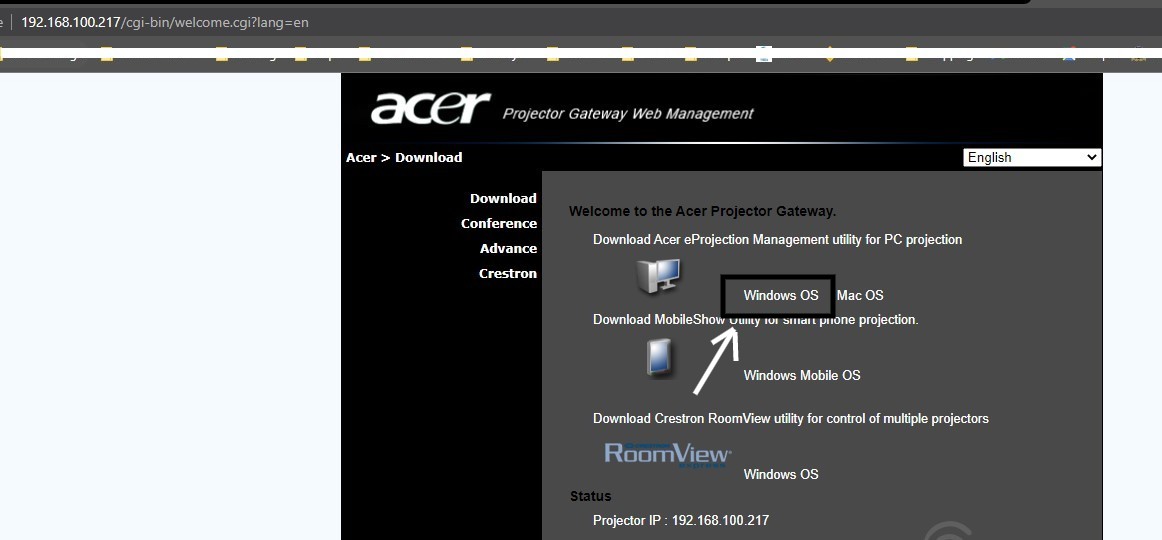 192.168.100.217/cgi-bin/welcome.cgi?lang=en
acer Projector Gateway Web Management
Acer > Download
English
Download
Conference
Advance
Crestron
Welcome to the Acer Projector Gateway.
Download Acer eProjection Management utility for PC projection
Windows OS Mac OS
Download MobileShow Utility for smart phone projection.
Windows Mobile OS
Download Crestron RoomView utility for control of multiple projectors
RoomView
express
Windows OS
Status
Projector IP : 192.168.100.217